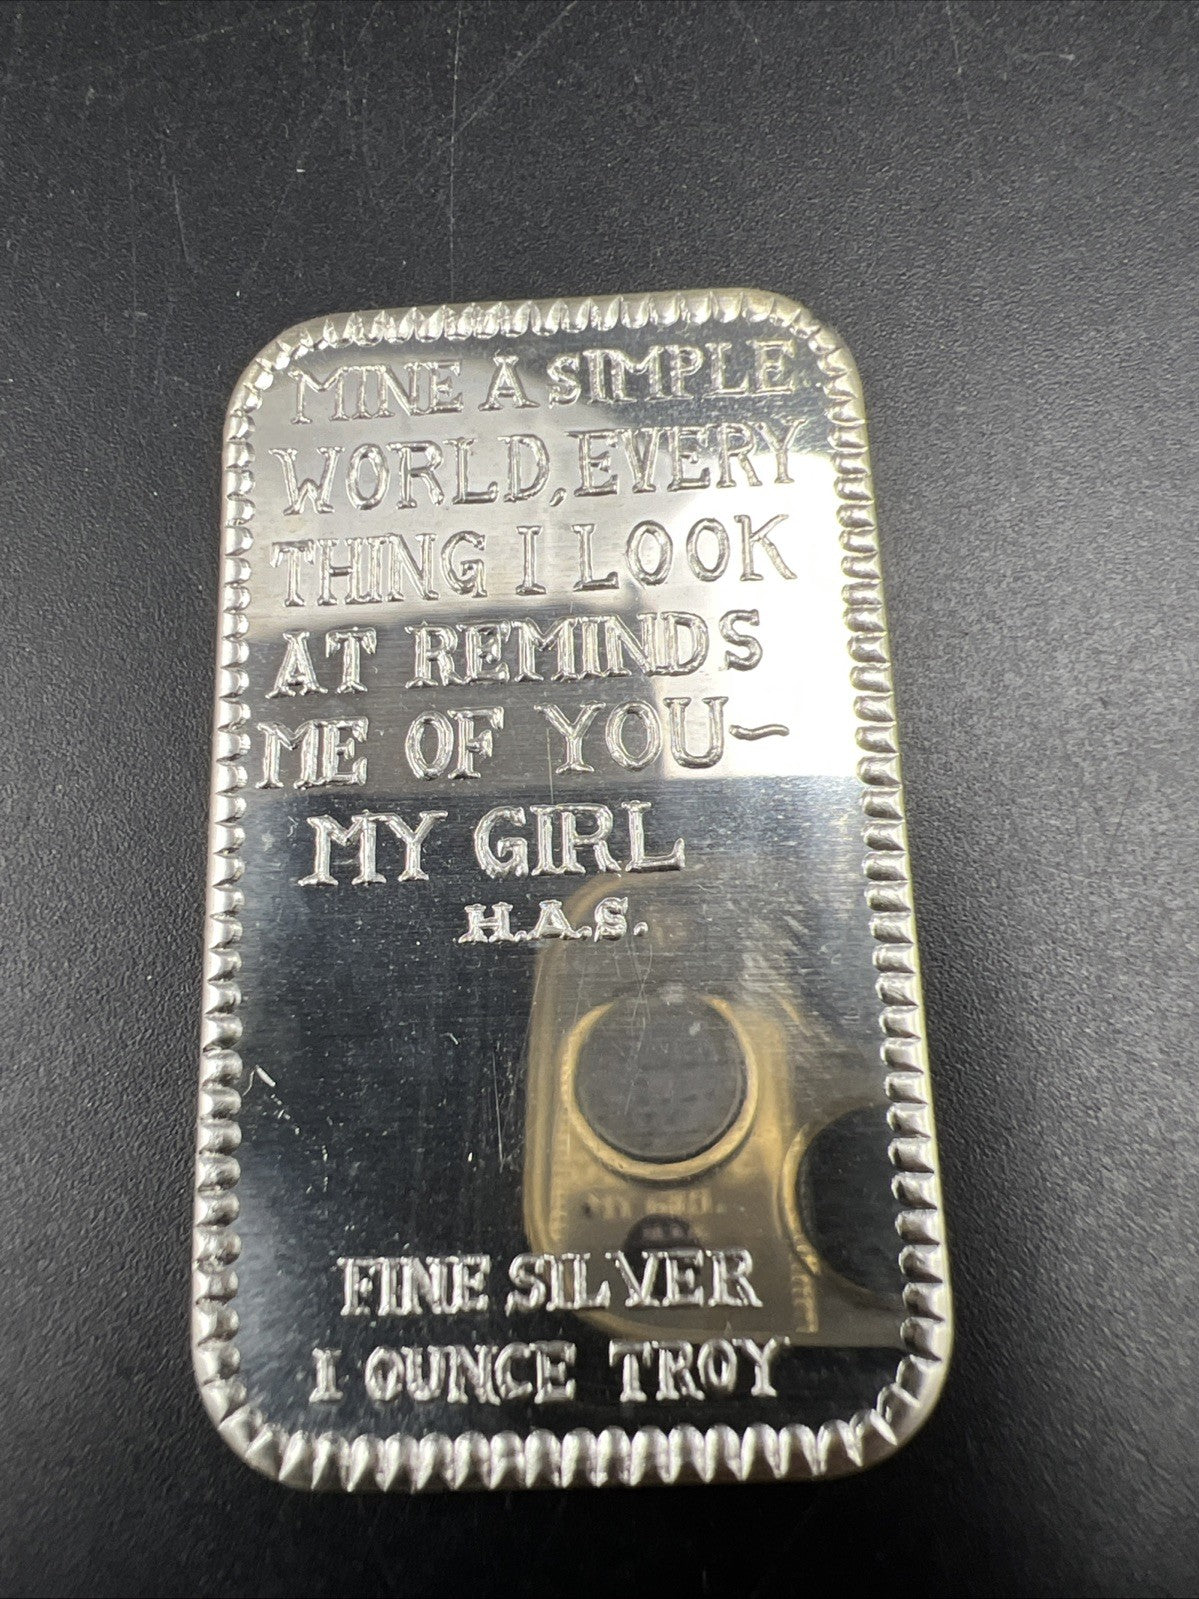 MINE A SIMPLE
WORLD, EVERY
THING I LOOK
AT REMINDS
ME OF YOU~
MY GIRL
H.A.S.
FINE SILVER
1 OUNCE TROY